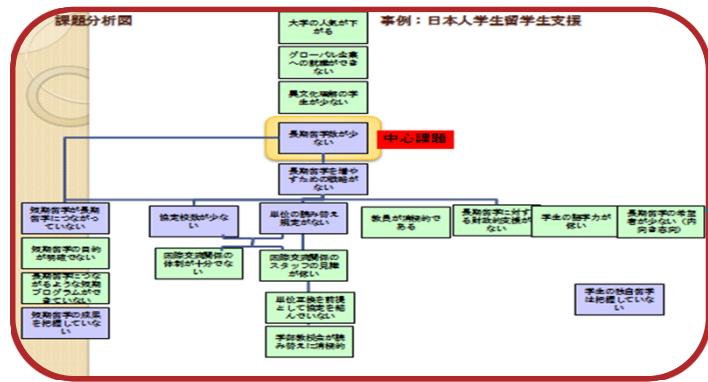 課題分析図
事例：日本人学生留学生支援
大学の人気が下
がる
グローバル企業
への就職ができ
ない
異文化理解の学
生が少ない
長期留学数が少
ない
中心課題
長期留学を増や
すための戦略が
ない
短期留学が長期
留学につながっ
ていない
協定校数が少な
い
単位の読み替え
規定がない
教員が消極的で
ある
長期留学に対す
る財政的支援が
ない
学生の語学力が
低い
長期留学の希望
者が少ない（内
向き志向）
短期留学の目的
が明確でない
国際交流関係の
体制が十分でな
い
国際交流関係の
スタッフの見識
が低い
長期留学につな
がるような短期
プログラムがで
きていない
学生の独自留学
は把握していな
い
短期留学の成果
を把握していな
い
単位互換を前提
として協定を結
んでいない
学部教授会が読
み替えに消極的